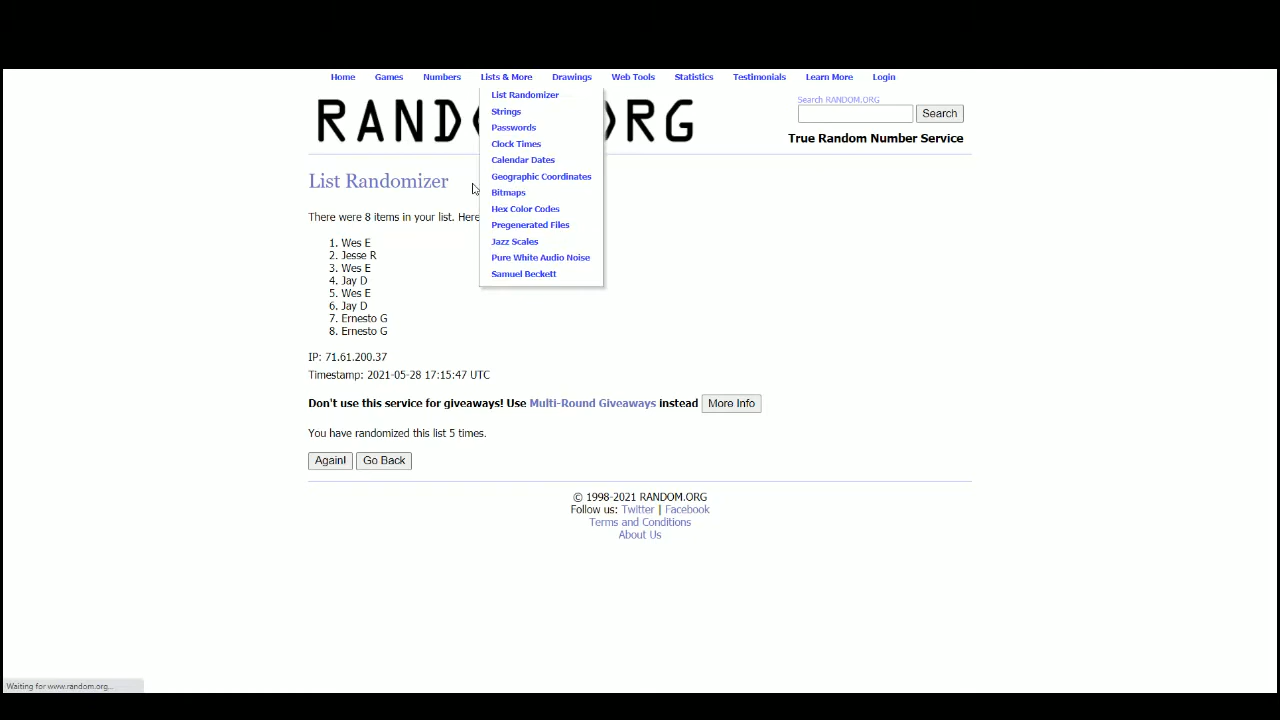 Home Games Numbers Lists & More Drawings Web Tools Statistics Testimonials Learn More Login
List Randomizer
Strings
Passwords
Clock Times
Calendar Dates
Geographic Coordinates
Bitmaps
Hex Color Codes
Pregenerated Files
Jazz Scales
Pure White Audio Noise
Samuel Beckett
RAND RG
Search RANDOM.ORG
Search
True Random Number Service
List Randomizer
There were 8 items in your list. Here
1. Wes E
2. Jesse R
3. Wes E
4. Jay D
5. Wes E
6. Jay D
7. Ernesto G
8. Ernesto G
IP: 71.61.200.37
Timestamp: 2021-05-28 17:15:47 UTC
Don't use this service for giveaways! Use Multi-Round Giveaways instead More Info
You have randomized this list 5 times.
Again! Go Back
© 1998-2021 RANDOM.ORG
Follow us: Twitter | Facebook
Terms and Conditions
About Us
Waiting for www.random.org...